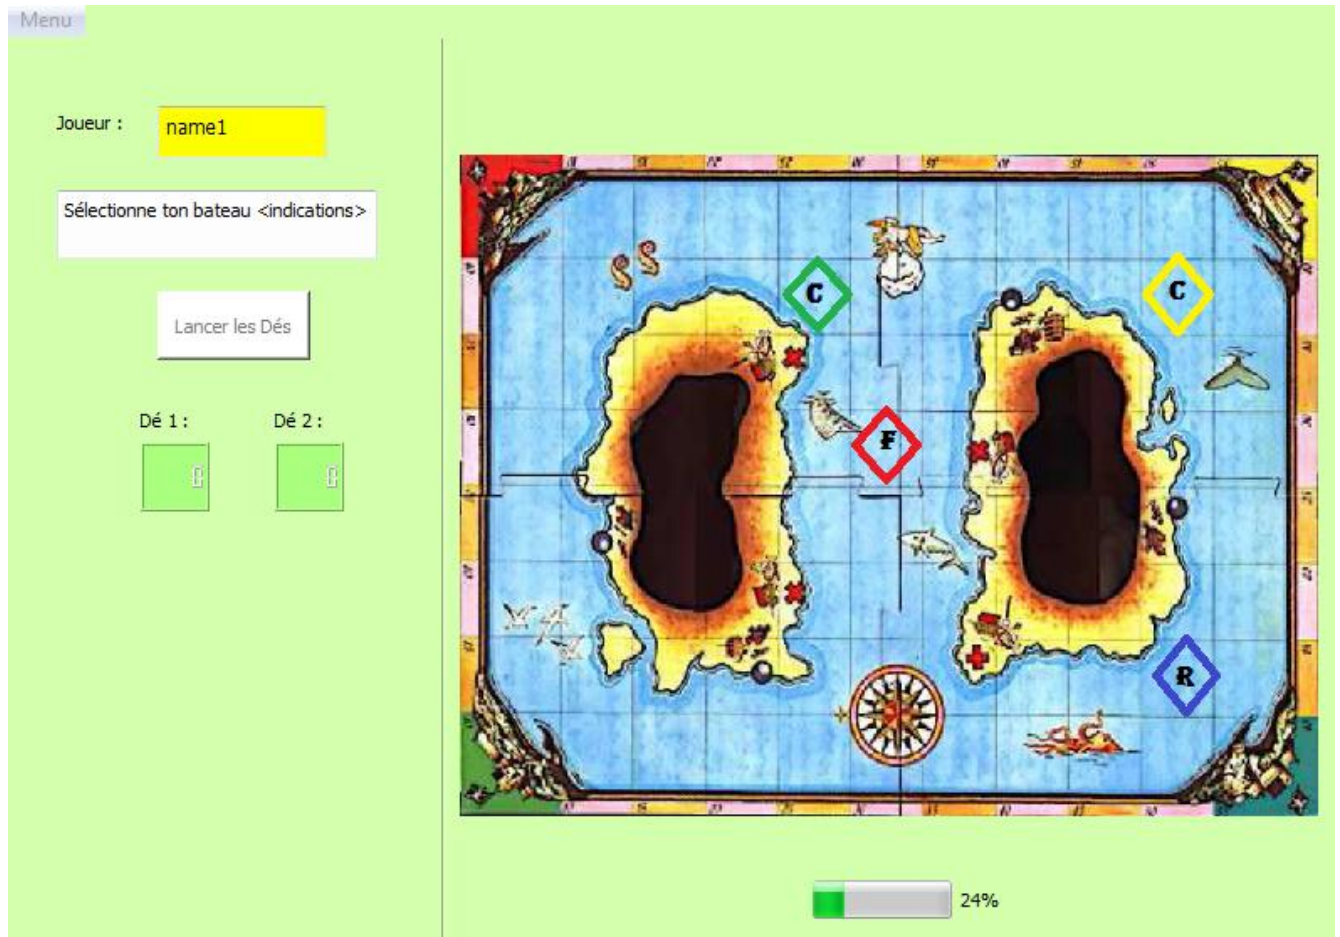 Menu
Joueur :
name1
Sélectionne ton bateau <indications>
Lancer les Dés
Dé 1 :
Dé 2 :
C
C
F
R
24%